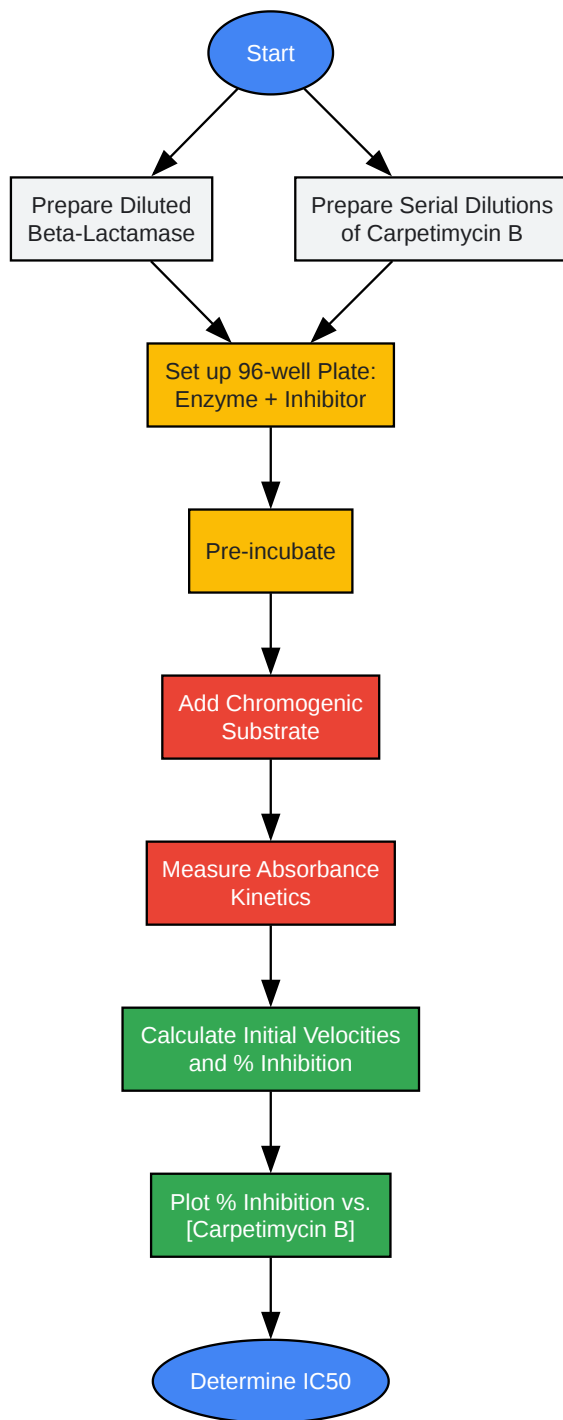 Start
Prepare Diluted
Beta-Lactamase
Prepare Serial Dilutions
of Carpetimycin B
Set up 96-well Plate:
Enzyme + Inhibitor
Pre-incubate
Add Chromogenic
Substrate
Measure Absorbance
Kinetics
Calculate Initial Velocities
and % Inhibition
Plot % Inhibition vs.
[Carpetimycin B]
Determine IC50